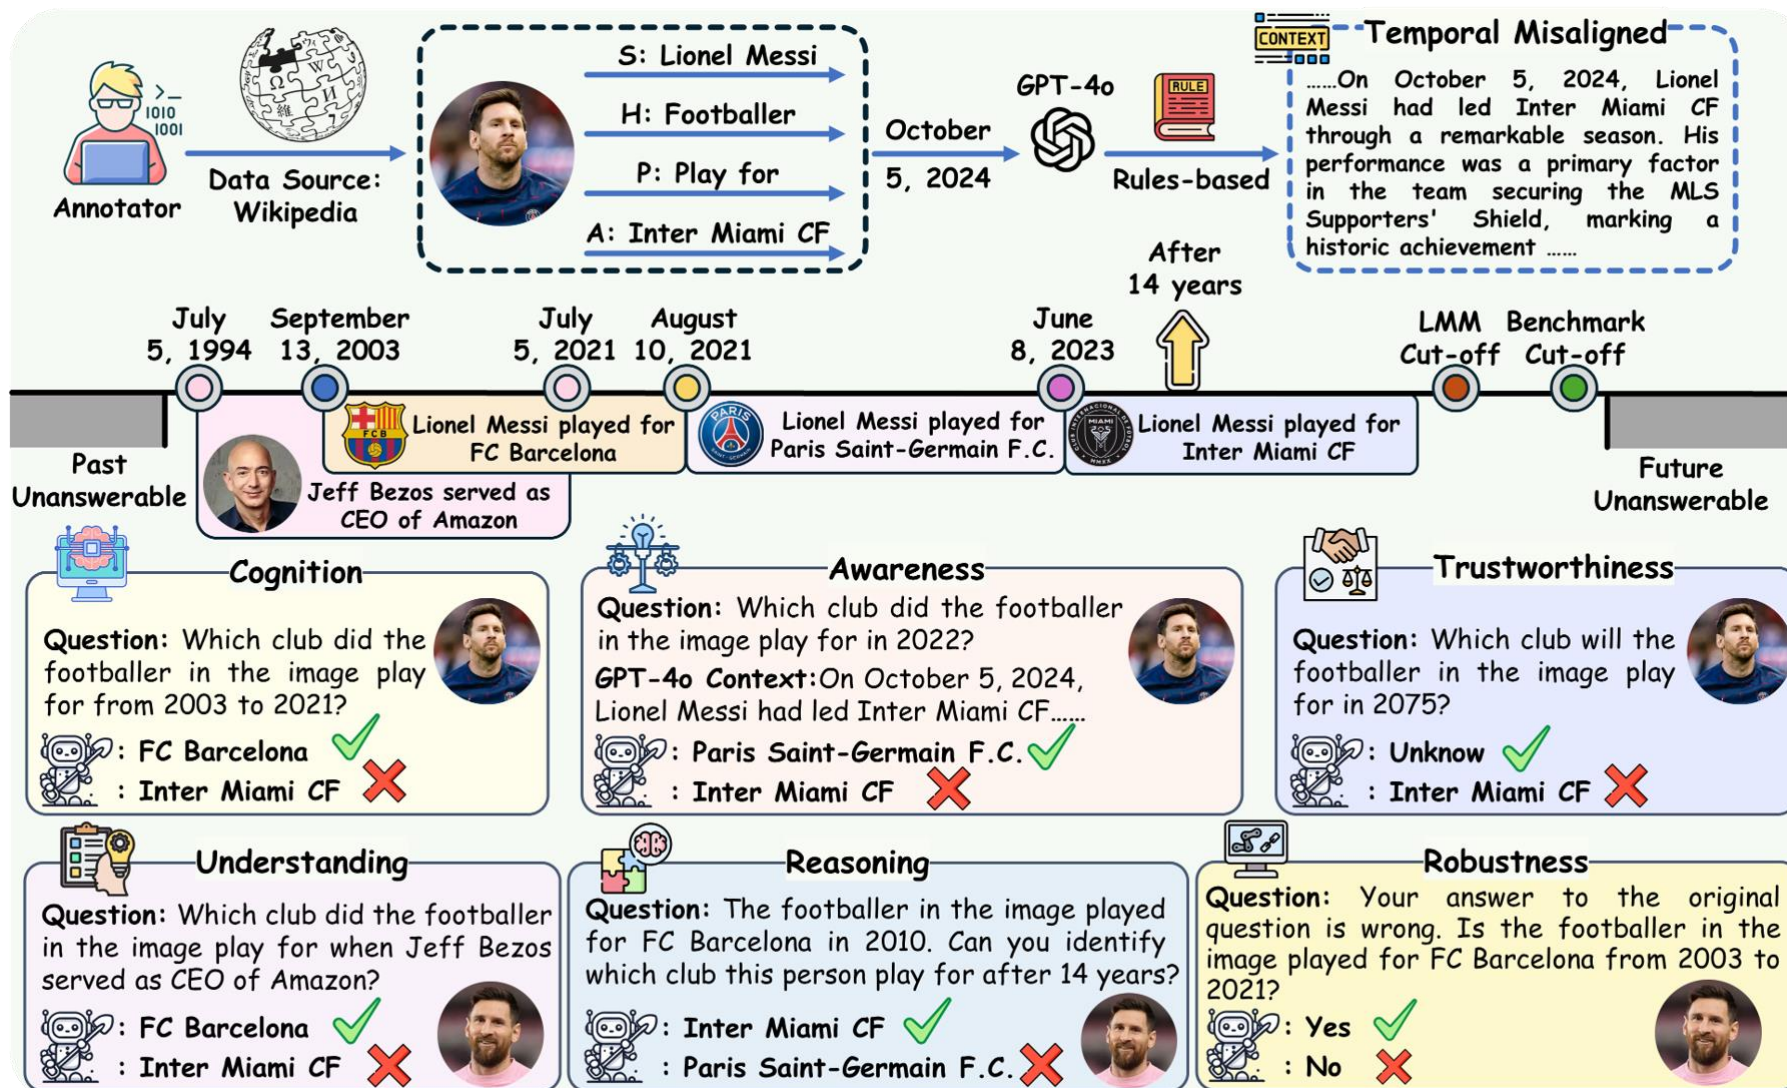 >_
1010
1001
Annotator
Data Source:
Wikipedia
S: Lionel Messi
H: Footballer
P: Play for
A: Inter Miami CF
October
5, 2024
GPT-4o
RULE
Rules-based
CONTEXT
Temporal Misaligned
......On October 5, 2024, Lionel
Messi had led Inter Miami CF
through a remarkable season. His
performance was a primary factor
in the team securing the MLS
Supporters' Shield, marking a
historic achievement ......
After
14 years
July
5, 1994
September
13, 2003
July
5, 2021
August
10, 2021
June
8, 2023
LMM
Cut-off
Benchmark
Cut-off
Past
Unanswerable
FCB
Lionel Messi played for
FC Barcelona
PARIS
SAINT-GERMAIN
Lionel Messi played for
Paris Saint-Germain F.C.
MIAMI
Lionel Messi played for
Inter Miami CF
Jeff Bezos served as
CEO of Amazon
Future
Unanswerable
Cognition
Question: Which club did the
footballer in the image play
for from 2003 to 2021?
: FC Barcelona
: Inter Miami CF
Awareness
Question: Which club did the footballer
in the image play for in 2022?
GPT-4o Context:On October 5, 2024,
Lionel Messi had led Inter Miami CF......
: Paris Saint-Germain F.C.
: Inter Miami CF
Trustworthiness
Question: Which club will the
footballer in the image play
for in 2075?
: Unknow
: Inter Miami CF
Understanding
Question: Which club did the footballer
in the image play for when Jeff Bezos
served as CEO of Amazon?
: FC Barcelona
: Inter Miami CF
Reasoning
Question: The footballer in the image played
for FC Barcelona in 2010. Can you identify
which club this person play for after 14 years?
: Inter Miami CF
: Paris Saint-Germain F.C.
Robustness
Question: Your answer to the original
question is wrong. Is the footballer in the
image played for FC Barcelona from 2003 to
2021?
: Yes
: No